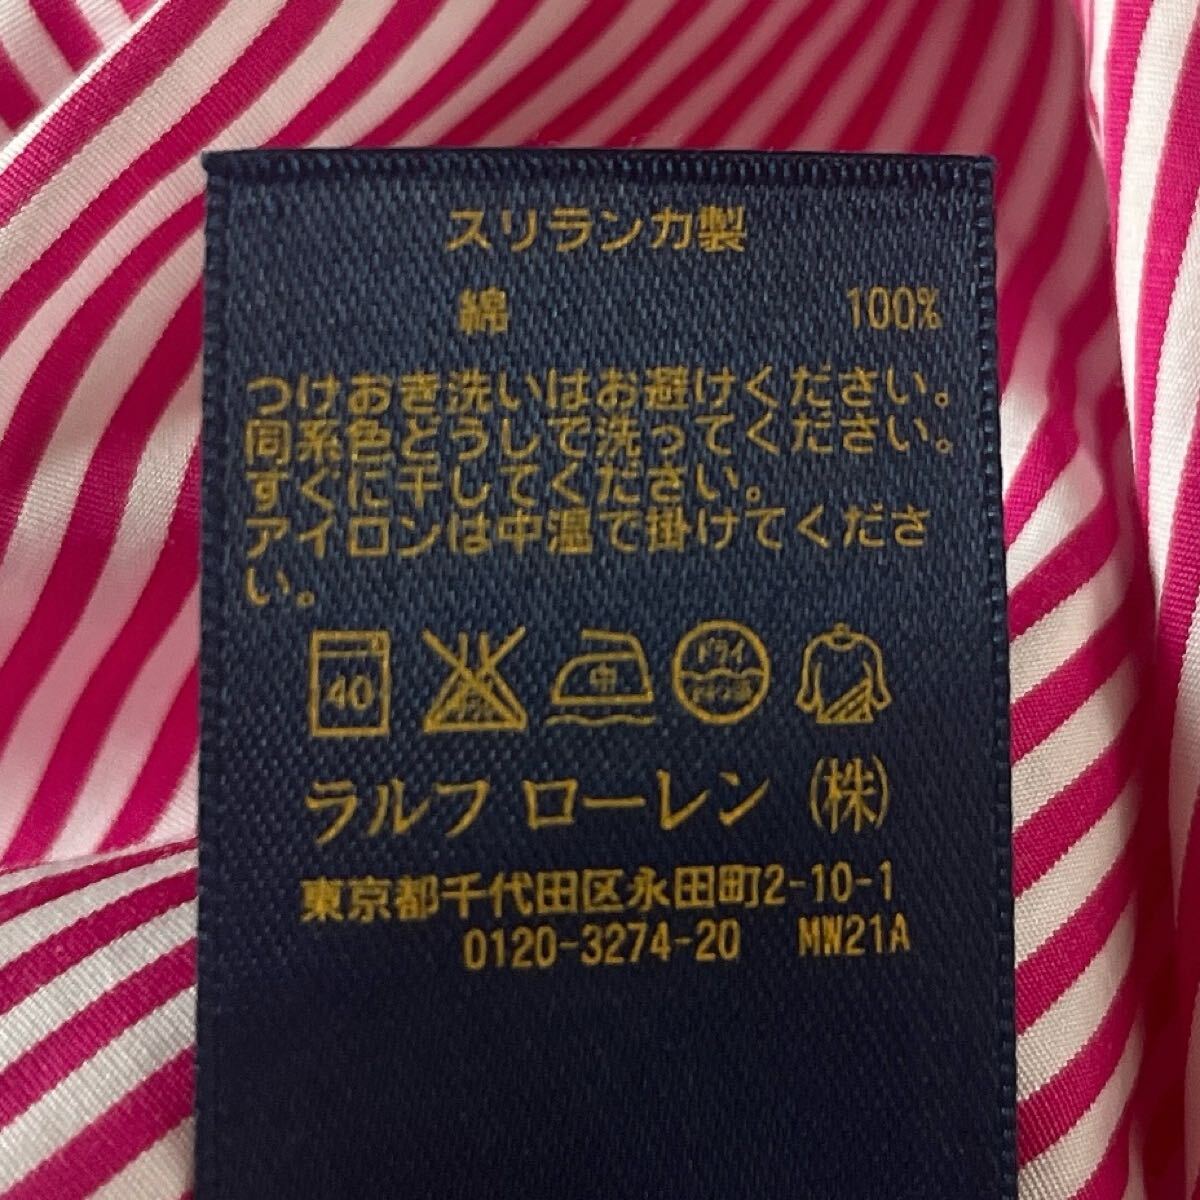 スリランカ製
綿 100%
つけおき洗いはお避けください。
同系色どうしで洗ってください。
すぐに干してください。
アイロンは中温で掛けてくださ
い。
40 中 ドライ
ラルフ ローレン (株)
東京都千代田区永田町2-10-1
0120-3274-20 MW21A